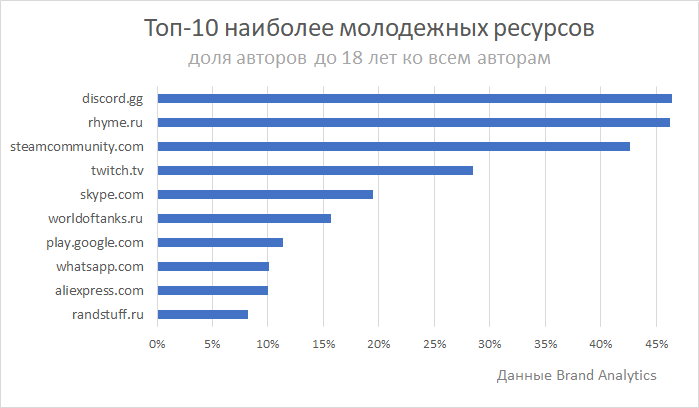 Топ-10 наиболее молодежных ресурсов
доля авторов до 18 лет ко всем авторам
discord.gg
rhyme.ru
steamcommunity.com
twitch.tv
skype.com
worldoftanks.ru
play.google.com
whatsapp.com
aliexpress.com
randstuff.ru
0% 5% 10% 15% 20% 25% 30% 35% 40% 45%
Данные Brand Analytics